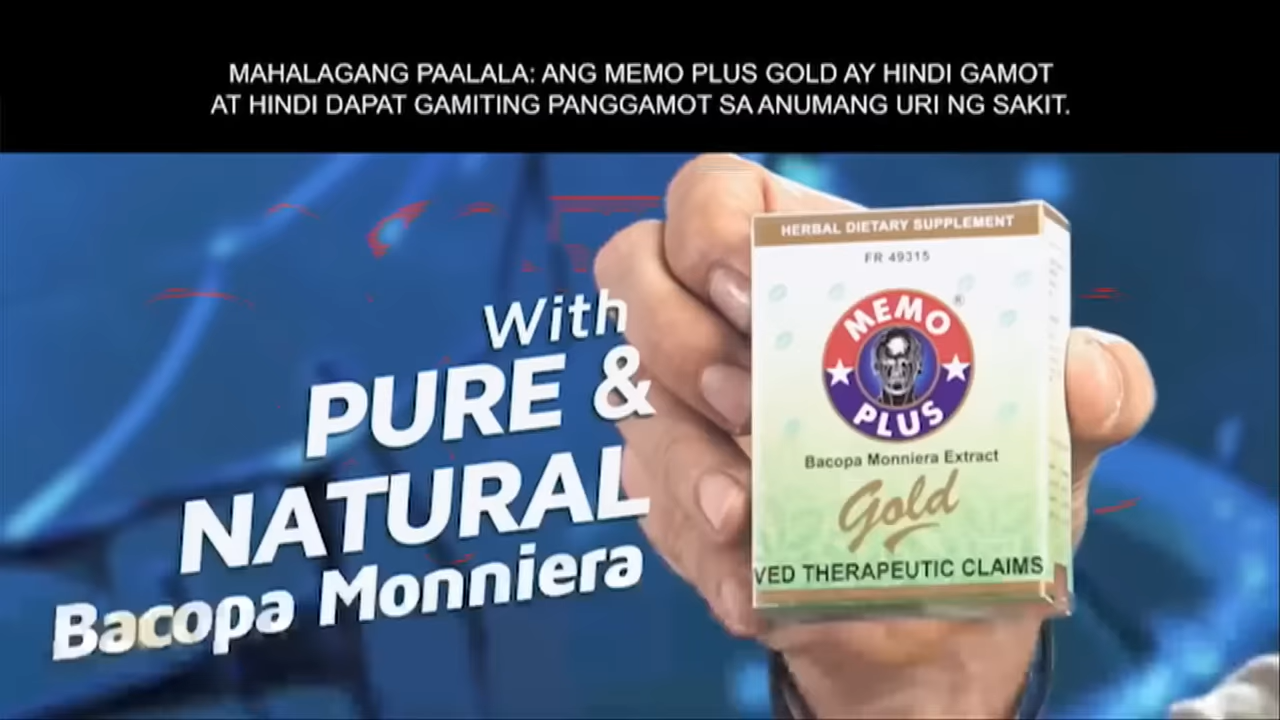 MAHALAGANG PAALALA: ANG MEMO PLUS GOLD AY HINDI GAMOT
AT HINDI DAPAT GAMITING PANGGAMOT SA ANUMANG URI NG SAKIT.
With
PURE &
NATURAL
Bacopa Monniera
HERBAL DIETARY SUPPLEMENT
FR 49315
MEMO
®
PLUS
Bacopa Monniera Extract
Gold
VED THERAPEUTIC CLAIMS